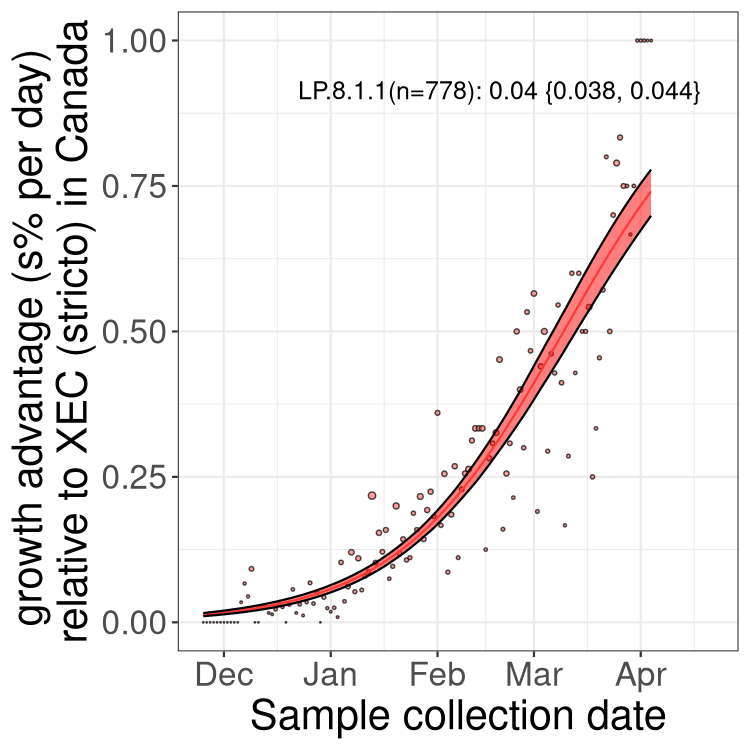 growth advantage (s% per day)
relative to XEC (stricto) in Canada
1.00
0.75
0.50
0.25
0.00
LP.8.1.1(n=778): 0.04 {0.038, 0.044}
Dec Jan Feb Mar Apr
Sample collection date